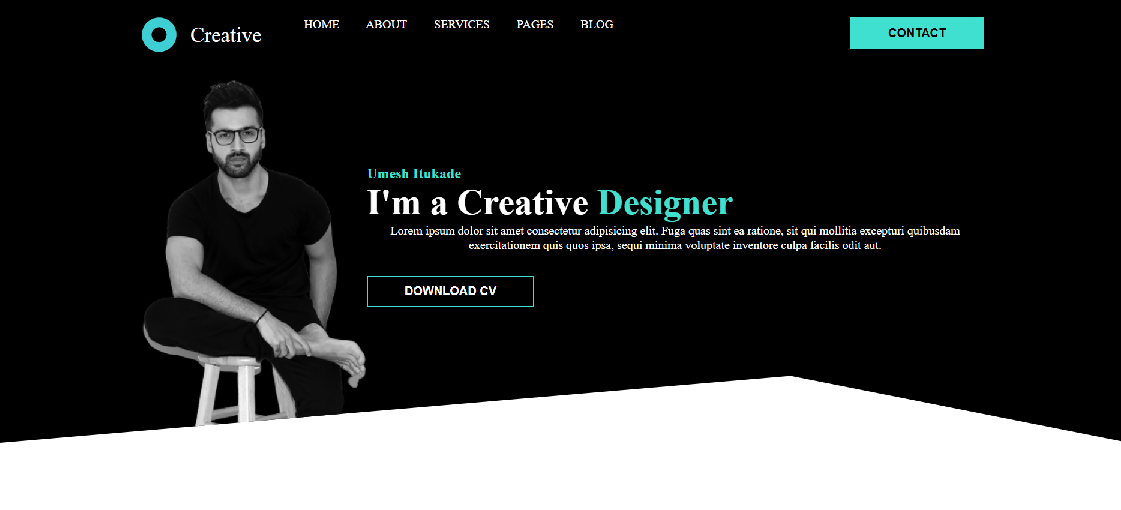 Creative
HOME ABOUT SERVICES PAGES BLOG
CONTACT
Umesh Itukade
I'm a Creative Designer
Lorem ipsum dolor sit amet consectetur adipisicing elit. Fuga quas sint ea ratione, sit qui mollitia excepturi quibusdam
exercitationem quis quos ipsa, sequi minima voluptate inventore culpa facilis odit aut.
DOWNLOAD CV